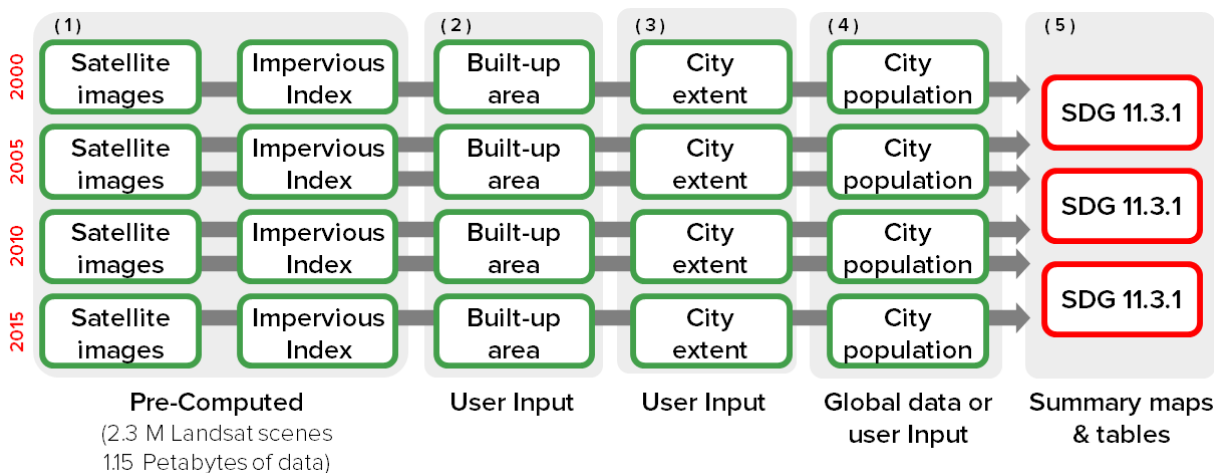 (1)
(2)
(3)
(4)
(5)
2000
Satellite
images
Impervious
Index
Built-up
area
City
extent
City
population
SDG 11.3.1
2005
Satellite
images
Impervious
Index
Built-up
area
City
extent
City
population
SDG 11.3.1
2010
Satellite
images
Impervious
Index
Built-up
area
City
extent
City
population
SDG 11.3.1
2015
Satellite
images
Impervious
Index
Built-up
area
City
extent
City
population
Pre-Computed
(2.3 M Landsat scenes
1.15 Petabytes of data)
User Input
User Input
Global data or
user Input
Summary maps
& tables